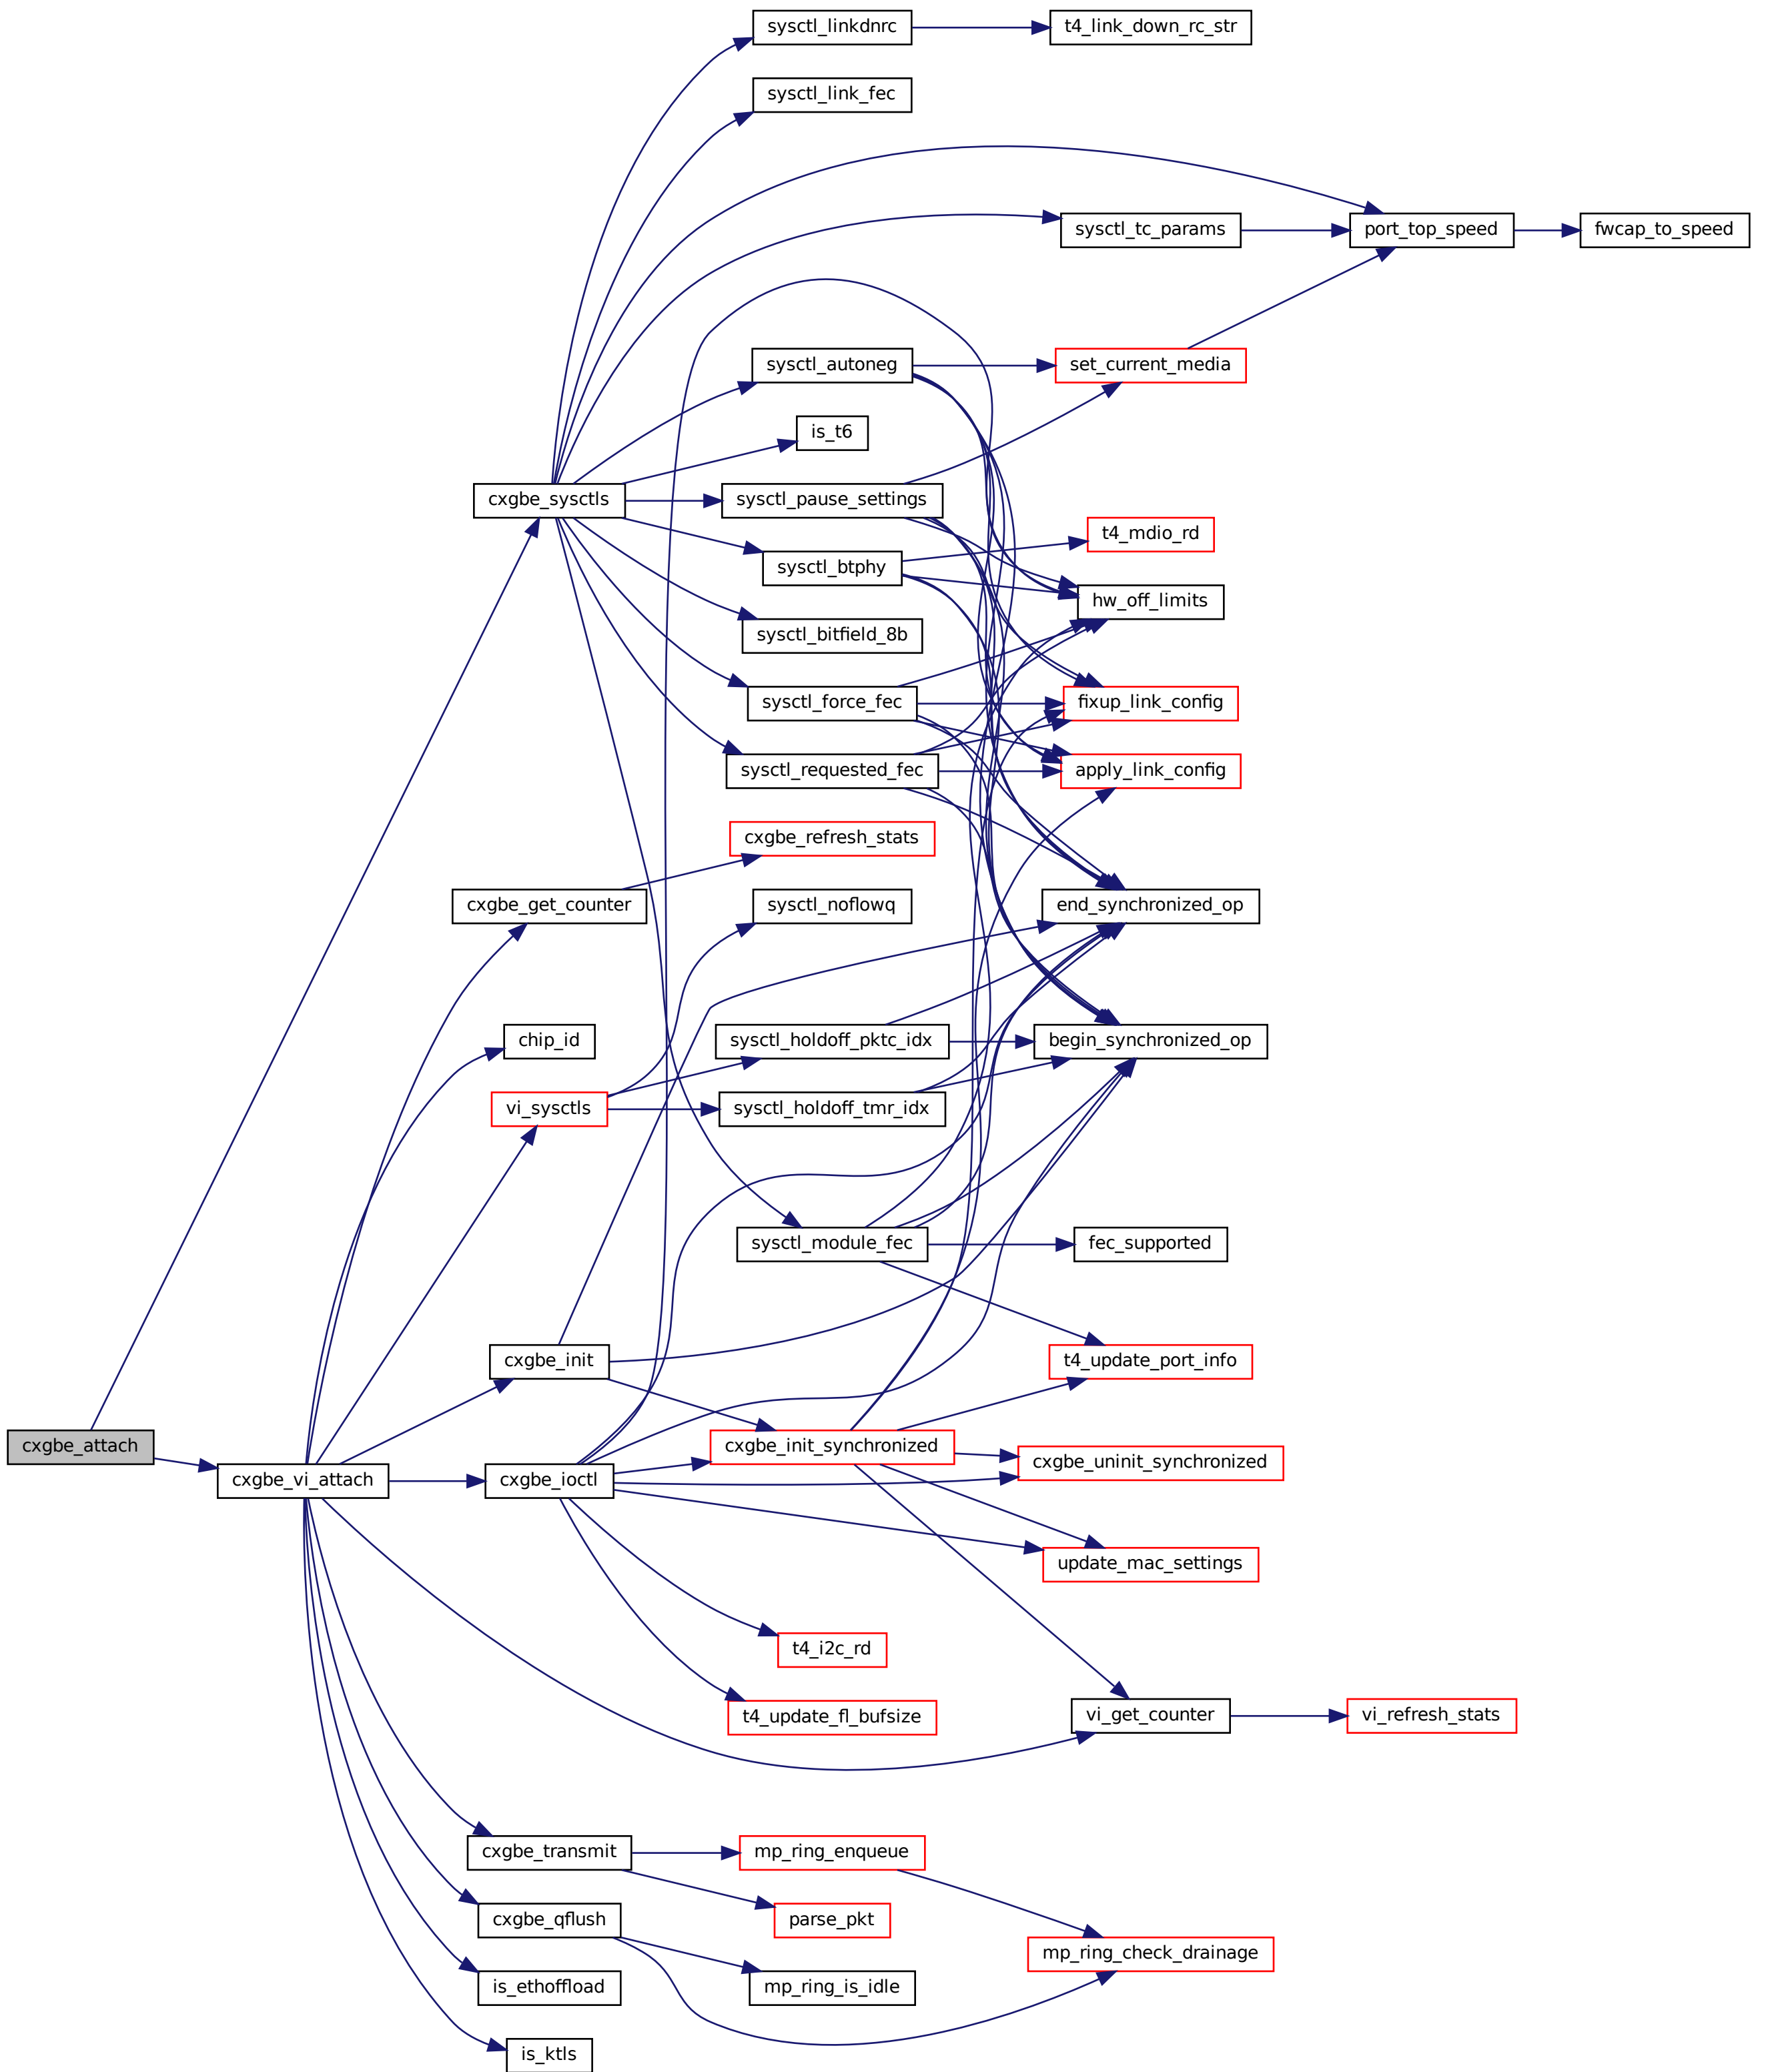 sysctl_linkdnrc
t4_link_down_rc_str
sysctl_link_fec
sysctl_tc_params
port_top_speed
fwcap_to_speed
sysctl_autoneg
set_current_media
is_t6
cxgbe_sysctls
sysctl_pause_settings
t4_mdio_rd
sysctl_btphy
hw_off_limits
sysctl_bitfield_8b
sysctl_force_fec
fixup_link_config
sysctl_requested_fec
apply_link_config
cxgbe_refresh_stats
cxgbe_get_counter
sysctl_noflowq
end_synchronized_op
chip_id
sysctl_holdoff_pktc_idx
begin_synchronized_op
vi_sysctls
sysctl_holdoff_tmr_idx
sysctl_module_fec
fec_supported
cxgbe_init
t4_update_port_info
cxgbe_attach
cxgbe_init_synchronized
cxgbe_uninit_synchronized
cxgbe_vi_attach
cxgbe_ioctl
update_mac_settings
t4_i2c_rd
t4_update_fl_bufsize
vi_get_counter
vi_refresh_stats
cxgbe_transmit
mp_ring_enqueue
cxgbe_qflush
parse_pkt
mp_ring_check_drainage
is_ethoffload
mp_ring_is_idle
is_ktls